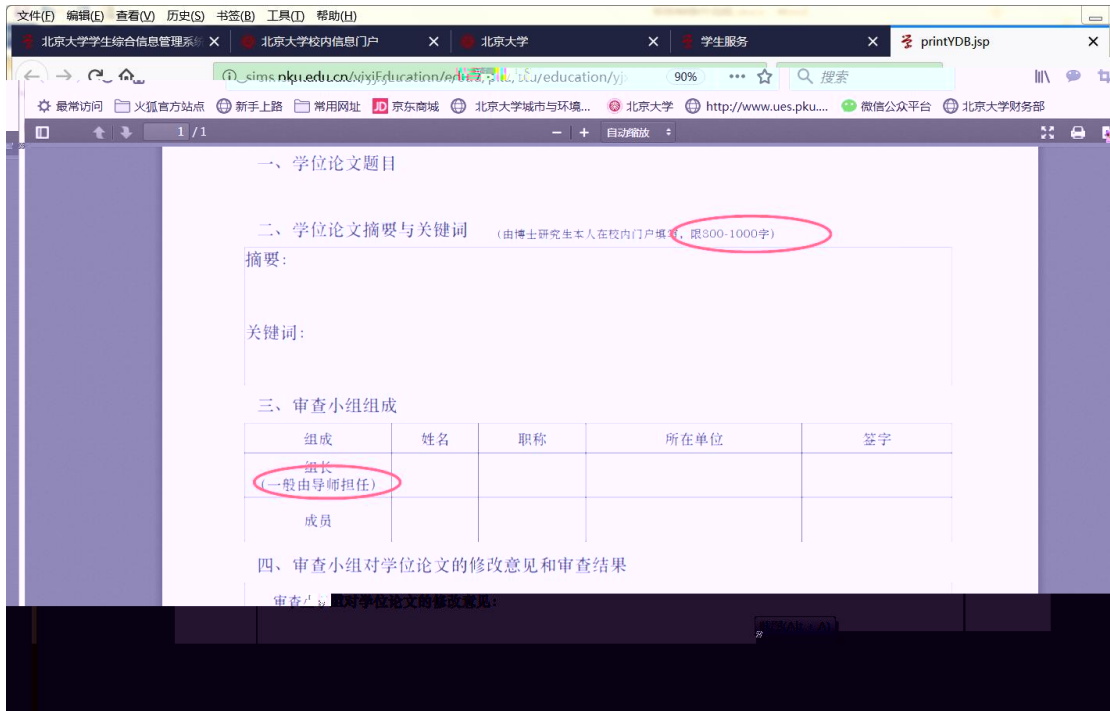 文件(F) 编辑(E) 查看(V) 历史(S) 书签(B) 工具(T) 帮助(H)
北京大学学生综合信息管理系统 北京大学校内信息门户 北京大学 学生服务 printYDB.jsp
sims.pku.edu.cn 90% 搜索
最常访问 火狐官方站点 新手上路 常用网址 JD 京东商城 北京大学城市与环境... 北京大学 http://www.ues.pku.... 微信公众平台 北京大学财务部
1 / 1 自动缩放
一、学位论文题目
二、学位论文摘要与关键词 (由博士研究生本人在校内门户填写，限800-1000字)
摘要：
关键词：
三、审查小组组成
组成 姓名 职称 所在单位 签字
组长
(一般由导师担任)
成员
四、审查小组对学位论文的修改意见和审查结果
审查小组对学位论文的修改意见：